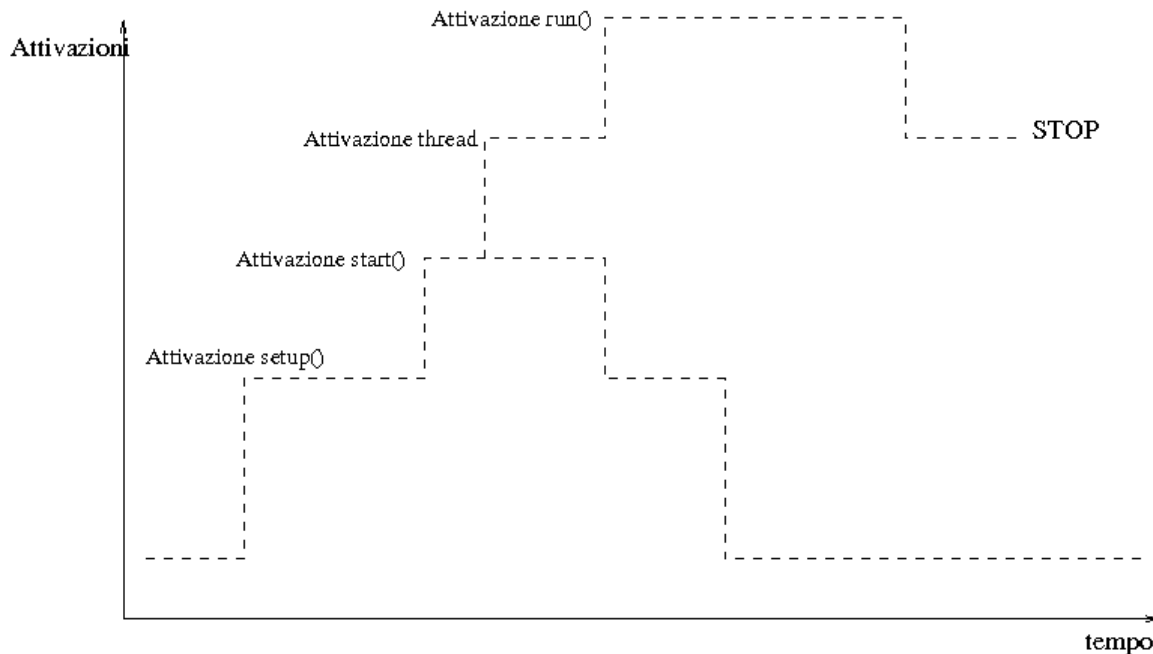 Attivazione run()
Attivazioni
STOP
Attivazione thread
Attivazione start()
Attivazione setup()
tempo